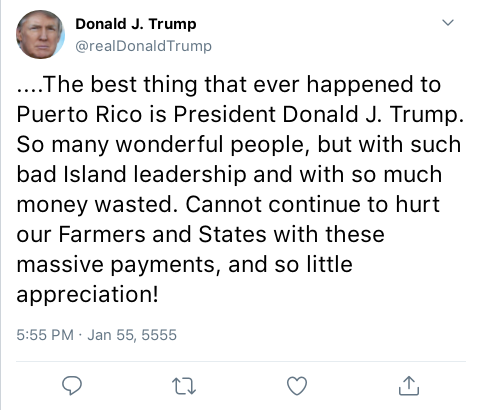 Donald J. Trump
@realDonaldTrump
....The best thing that ever happened to
Puerto Rico is President Donald J. Trump.
So many wonderful people, but with such
bad Island leadership and with so much
money wasted. Cannot continue to hurt
our Farmers and States with these
massive payments, and so little
appreciation!
5:55 PM · Jan 55, 5555